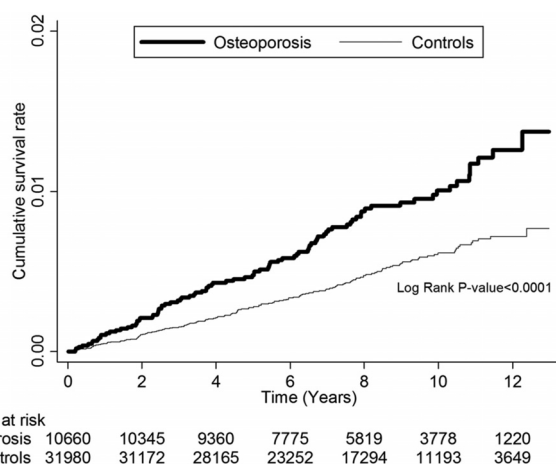 Osteoporosis Controls
0.02
0.01
0.00
Cumulative survival rate
Log Rank P-value<0.0001
0 2 4 6 8 10 12
Time (Years)
at risk
rosis 10660 10345 9360 7775 5819 3778 1220
trols 31980 31172 28165 23252 17294 11193 3649